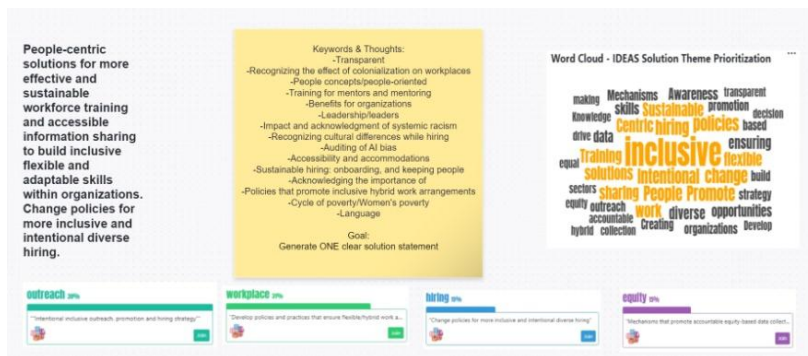 People-centric
solutions for more
effective and
sustainable
workforce training
and accessible
information sharing
to build inclusive
flexible and
adaptable skills
within organizations.
Change policies for
more inclusive and
intentional diverse
hiring.
Keywords & Thoughts:
-Transparent
-Recognizing the effect of colonialization on workplaces
-People concepts/people-oriented
-Training for mentors and mentoring
-Benefits for organizations
-Leadership/leaders
-Impact and acknowledgment of systemic racism
-Recognizing cultural differences while hiring
-Auditing of AI bias
-Accessibility and accommodations
-Sustainable hiring: onboarding, and keeping people
-Acknowledging the importance of
-Policies that promote inclusive hybrid work arrangements
-Cycle of poverty/Women's poverty
-Language
Goal:
Generate ONE clear solution statement
Word Cloud - IDEAS Solution Theme Prioritization
making Mechanisms Awareness transparent
Knowledge skills Sustainable promotion decision
Centric hiring policies based
drive data inclusive ensuring
equal Training flexible
solutions Intentional change build
sectors sharing People Promote strategy
equity outreach work diverse opportunities
accountable
hybrid collection Creating organizations Develop
outreach
"Intentional inclusive outreach, promotion and hiring strategy"
Join
workplace
"Develop policies and practices that ensure flexible/hybrid work a...
Join
hiring
"Change policies for more inclusive and intentional diverse hiring"
Join
equity
"Mechanisms that promote accountable equity-based data collect...
Join